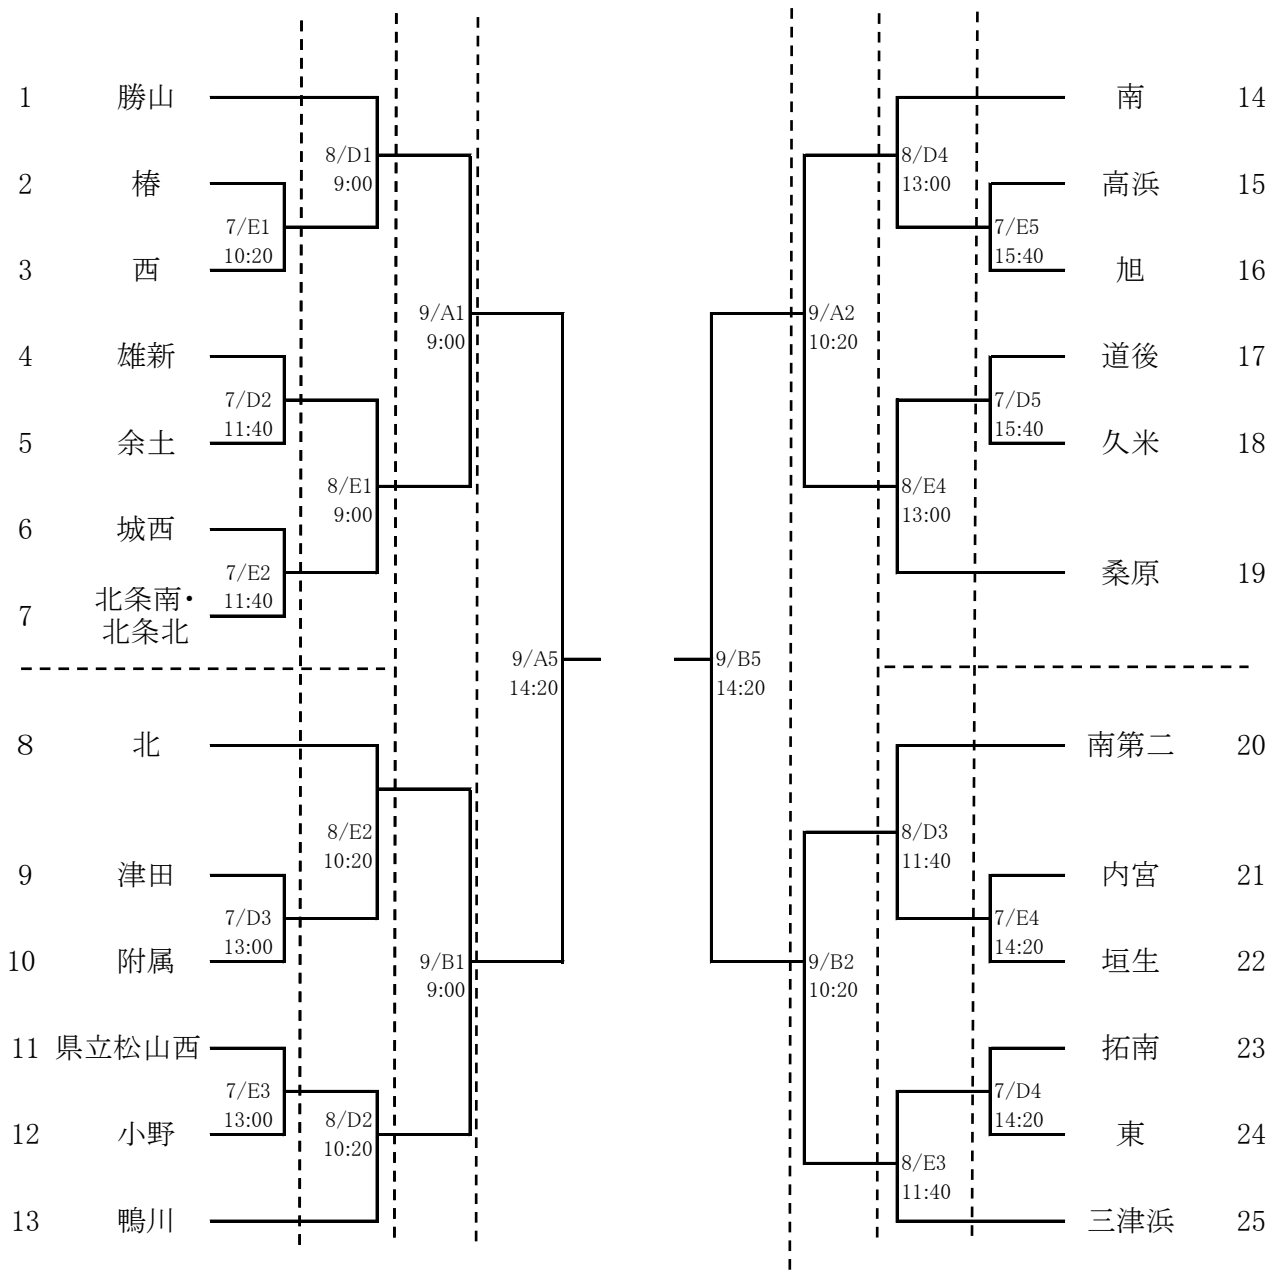 1 勝山
2 椿
3 西
4 雄新
5 余土
6 城西
7 北条南・
北条北
8 北
9 津田
10 附属
11 県立松山西
12 小野
13 鴨川
7/E1
10:20
7/D2
11:40
7/E2
11:40
7/D3
13:00
7/E3
13:00
8/D1
9:00
8/E1
9:00
8/E2
10:20
8/D2
10:20
9/A1
9:00
9/B1
9:00
9/A5
14:20
9/B5
14:20
9/A2
10:20
9/B2
10:20
8/D4
13:00
8/E4
13:00
8/D3
11:40
8/E3
11:40
7/E5
15:40
7/D5
15:40
7/E4
14:20
7/D4
14:20
南 14
高浜 15
旭 16
道後 17
久米 18
桑原 19
南第二 20
内宮 21
垣生 22
拓南 23
東 24
三津浜 25